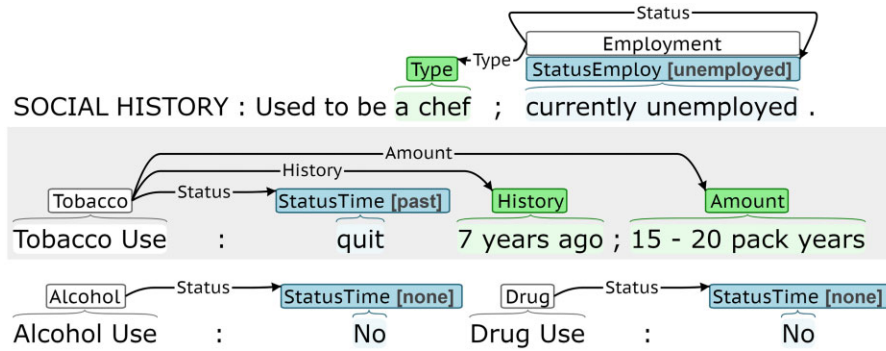 Status
Employment
Type Type StatusEmploy [unemployed]
SOCIAL HISTORY : Used to be a chef ; currently unemployed .
Amount
History
Tobacco Status StatusTime [past] History Amount
Tobacco Use : quit 7 years ago ; 15 - 20 pack years
Alcohol Status StatusTime [none] Drug Status StatusTime [none]
Alcohol Use : No Drug Use : No